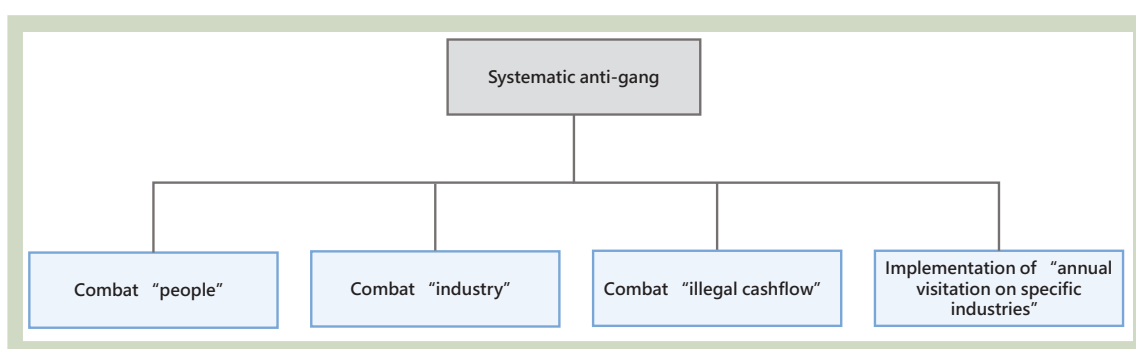 Systematic anti-gang
Combat “people”
Combat “industry”
Combat “illegal cashflow”
Implementation of “annual
visitation on specific
industries”